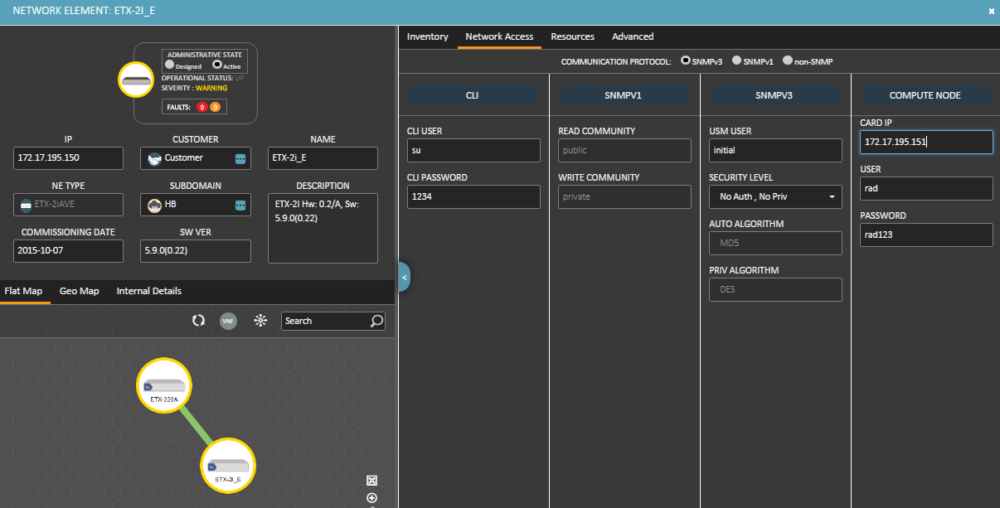 NETWORK ELEMENT: ETX-2I_E
×
ADMINISTRATIVE STATE
Designed Active
OPERATIONAL STATUS: UP
SEVERITY : WARNING
FAULTS: 0 0
IP
172.17.195.150
CUSTOMER
Customer
NAME
ETX-2i_E
NE TYPE
ETX-2iAVE
SUBDOMAIN
HB
DESCRIPTION
ETX-2I Hw: 0.2/A, Sw:
5.9.0(0.22)
COMMISSIONING DATE
2015-10-07
SW VER
5.9.0(0.22)
Flat Map Geo Map Internal Details
VNF
Search
ETX-220A
ETX-2i_E
<
Inventory Network Access Resources Advanced
COMMUNICATION PROTOCOL: SNMPv3 SNMPv1 non-SNMP
CLI
CLI USER
su
CLI PASSWORD
1234
SNMPV1
READ COMMUNITY
public
WRITE COMMUNITY
private
SNMPV3
USM USER
initial
SECURITY LEVEL
No Auth , No Priv
AUTO ALGORITHM
MD5
PRIV ALGORITHM
DES
COMPUTE NODE
CARD IP
172.17.195.151
USER
rad
PASSWORD
rad123